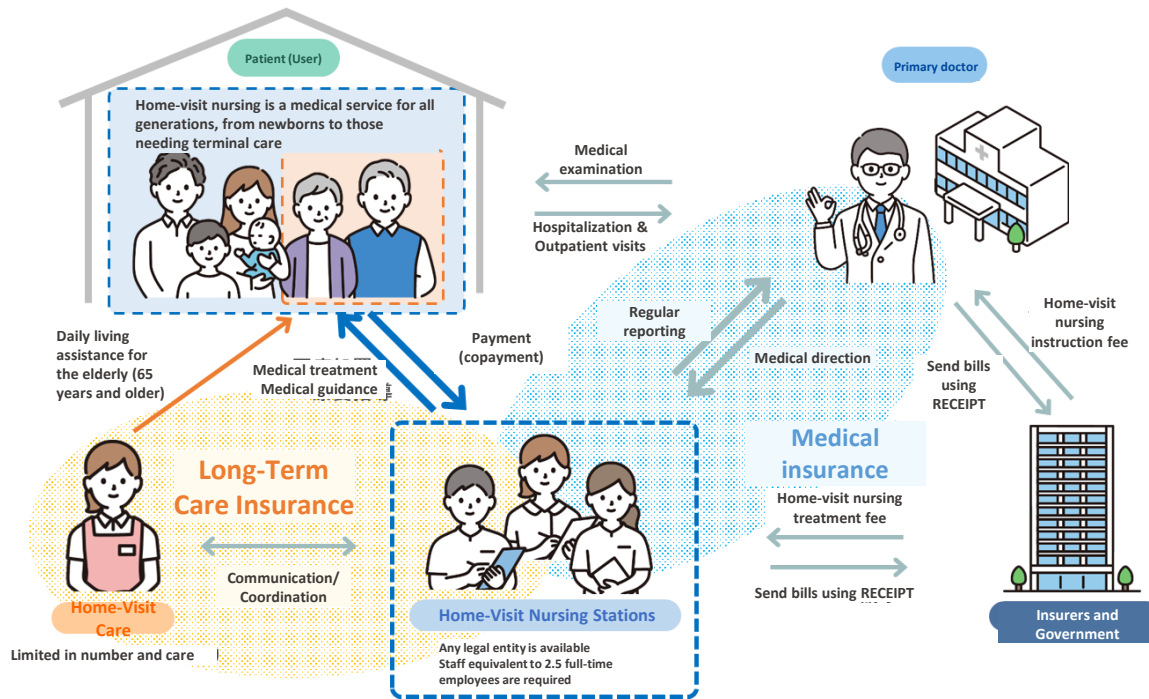 Patient (User)
Home-visit nursing is a medical service for all
generations, from newborns to those
needing terminal care
Primary doctor
Medical
examination
Hospitalization &
Outpatient visits
Daily living
assistance for
the elderly (65
years and older)
Medical treatment
Medical guidance
Payment
(copayment)
Regular
reporting
Medical direction
Home-visit
nursing
instruction fee
Send bills
using
RECEIPT
Long-Term
Care Insurance
Medical
insurance
Home-visit nursing
treatment fee
Send bills using RECEIPT
Communication/
Coordination
Home-Visit
Care
Limited in number and care
Home-Visit Nursing Stations
Any legal entity is available
Staff equivalent to 2.5 full-time
employees are required
Insurers and
Government